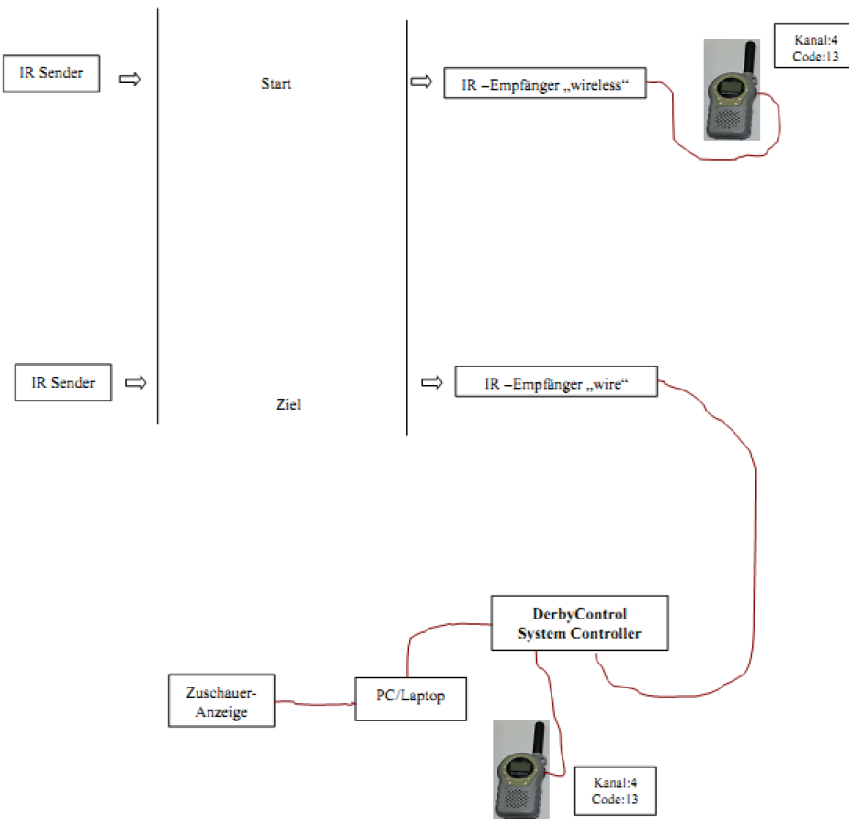 Kanal:4
Code:13
IR Sender
Start
IR –Empfänger „wireless“
IR Sender
Ziel
IR –Empfänger „wire“
DerbyControl
System Controller
Zuschauer-
Anzeige
PC/Laptop
Kanal:4
Code:13